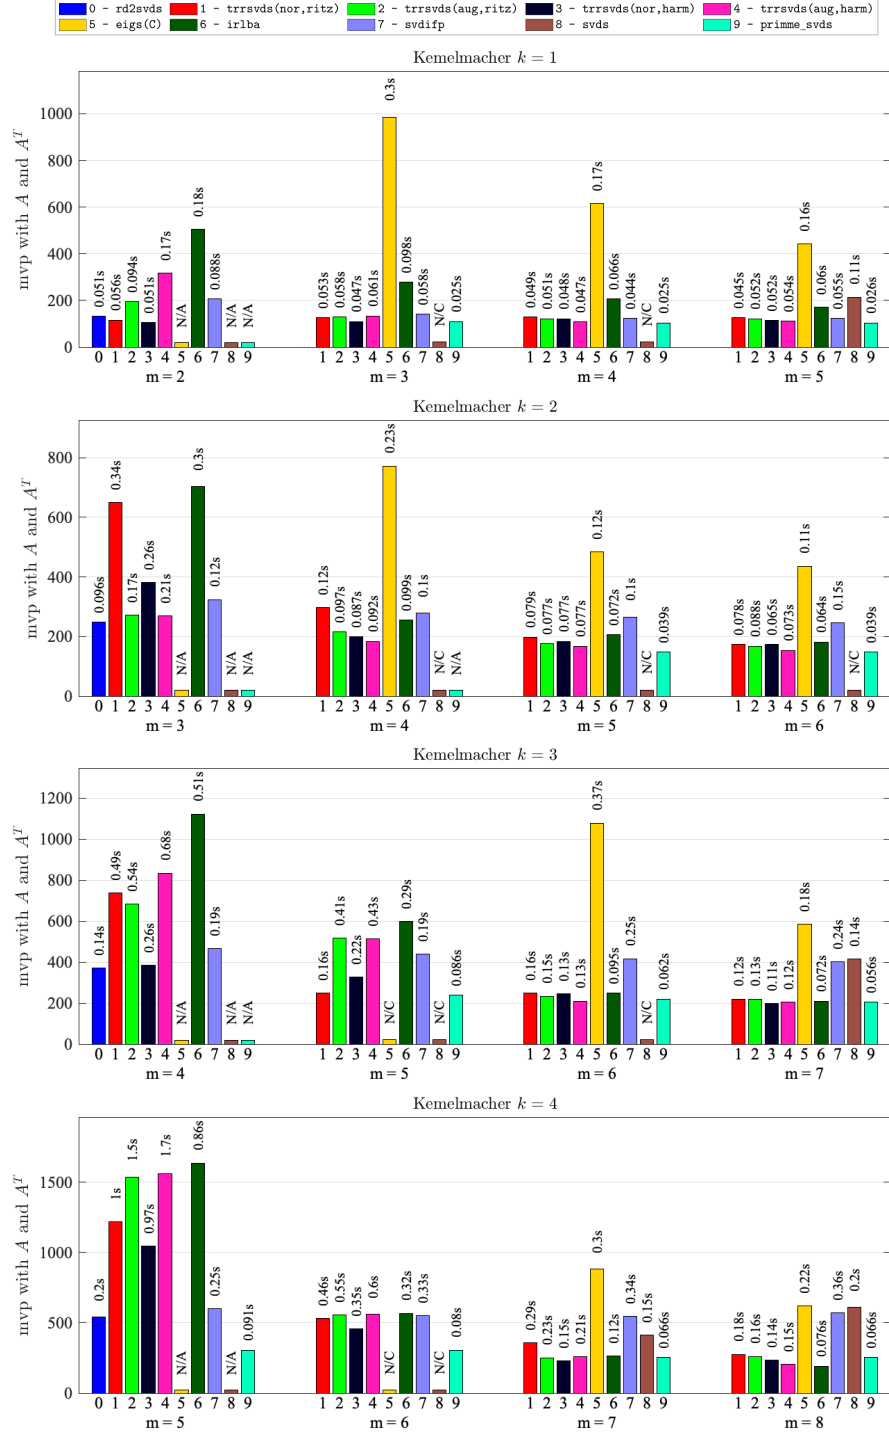 0 - rd2svds 1 - trrsvds(nor,ritz) 2 - trrsvds(aug,ritz) 3 - trrsvds(nor,harm) 4 - trrsvds(aug,harm)
5 - eigs(C) 6 - irlba 7 - svdifp 8 - svds 9 - primme_svds
Kemelmacher k = 1
mvp with A and A^T
1000
800
600
400
200
0
0.051s 0.056s 0.094s 0.051s 0.17s N/A 0.18s 0.088s N/A N/A
0.053s 0.058s 0.047s 0.061s 0.3s 0.098s 0.058s N/C 0.025s
0.049s 0.051s 0.048s 0.047s 0.17s 0.066s 0.044s N/C 0.025s
0.045s 0.052s 0.052s 0.054s 0.16s 0.06s 0.055s 0.11s 0.026s
0 1 2 3 4 5 6 7 8 9 1 2 3 4 5 6 7 8 9 1 2 3 4 5 6 7 8 9 1 2 3 4 5 6 7 8 9
m = 2 m = 3 m = 4 m = 5
Kemelmacher k = 2
mvp with A and A^T
800
600
400
200
0
0.096s 0.34s 0.17s 0.26s 0.21s N/A 0.3s 0.12s N/A N/A
0.12s 0.097s 0.087s 0.092s 0.23s 0.099s 0.1s N/C N/A
0.079s 0.077s 0.077s 0.077s 0.12s 0.072s 0.1s N/C 0.039s
0.078s 0.088s 0.065s 0.073s 0.11s 0.064s 0.15s N/C 0.039s
0 1 2 3 4 5 6 7 8 9 1 2 3 4 5 6 7 8 9 1 2 3 4 5 6 7 8 9 1 2 3 4 5 6 7 8 9
m = 3 m = 4 m = 5 m = 6
Kemelmacher k = 3
mvp with A and A^T
1200
1000
800
600
400
200
0
0.14s 0.49s 0.54s 0.26s 0.68s N/A 0.51s 0.19s N/A N/A
0.16s 0.41s 0.22s 0.43s N/C 0.29s 0.19s N/C 0.086s
0.16s 0.15s 0.13s 0.13s 0.37s 0.095s 0.25s N/C 0.062s
0.12s 0.13s 0.11s 0.12s 0.18s 0.072s 0.24s 0.14s 0.056s
0 1 2 3 4 5 6 7 8 9 1 2 3 4 5 6 7 8 9 1 2 3 4 5 6 7 8 9 1 2 3 4 5 6 7 8 9
m = 4 m = 5 m = 6 m = 7
Kemelmacher k = 4
mvp with A and A^T
1500
1000
500
0
0.2s 1s 1.5s 0.97s 1.7s N/A 0.86s 0.25s N/A 0.091s
0.46s 0.55s 0.35s 0.6s N/C 0.32s 0.33s N/C 0.08s
0.29s 0.23s 0.15s 0.21s 0.3s 0.12s 0.34s 0.15s 0.066s
0.18s 0.16s 0.14s 0.15s 0.22s 0.076s 0.36s 0.2s 0.066s
0 1 2 3 4 5 6 7 8 9 1 2 3 4 5 6 7 8 9 1 2 3 4 5 6 7 8 9 1 2 3 4 5 6 7 8 9
m = 5 m = 6 m = 7 m = 8